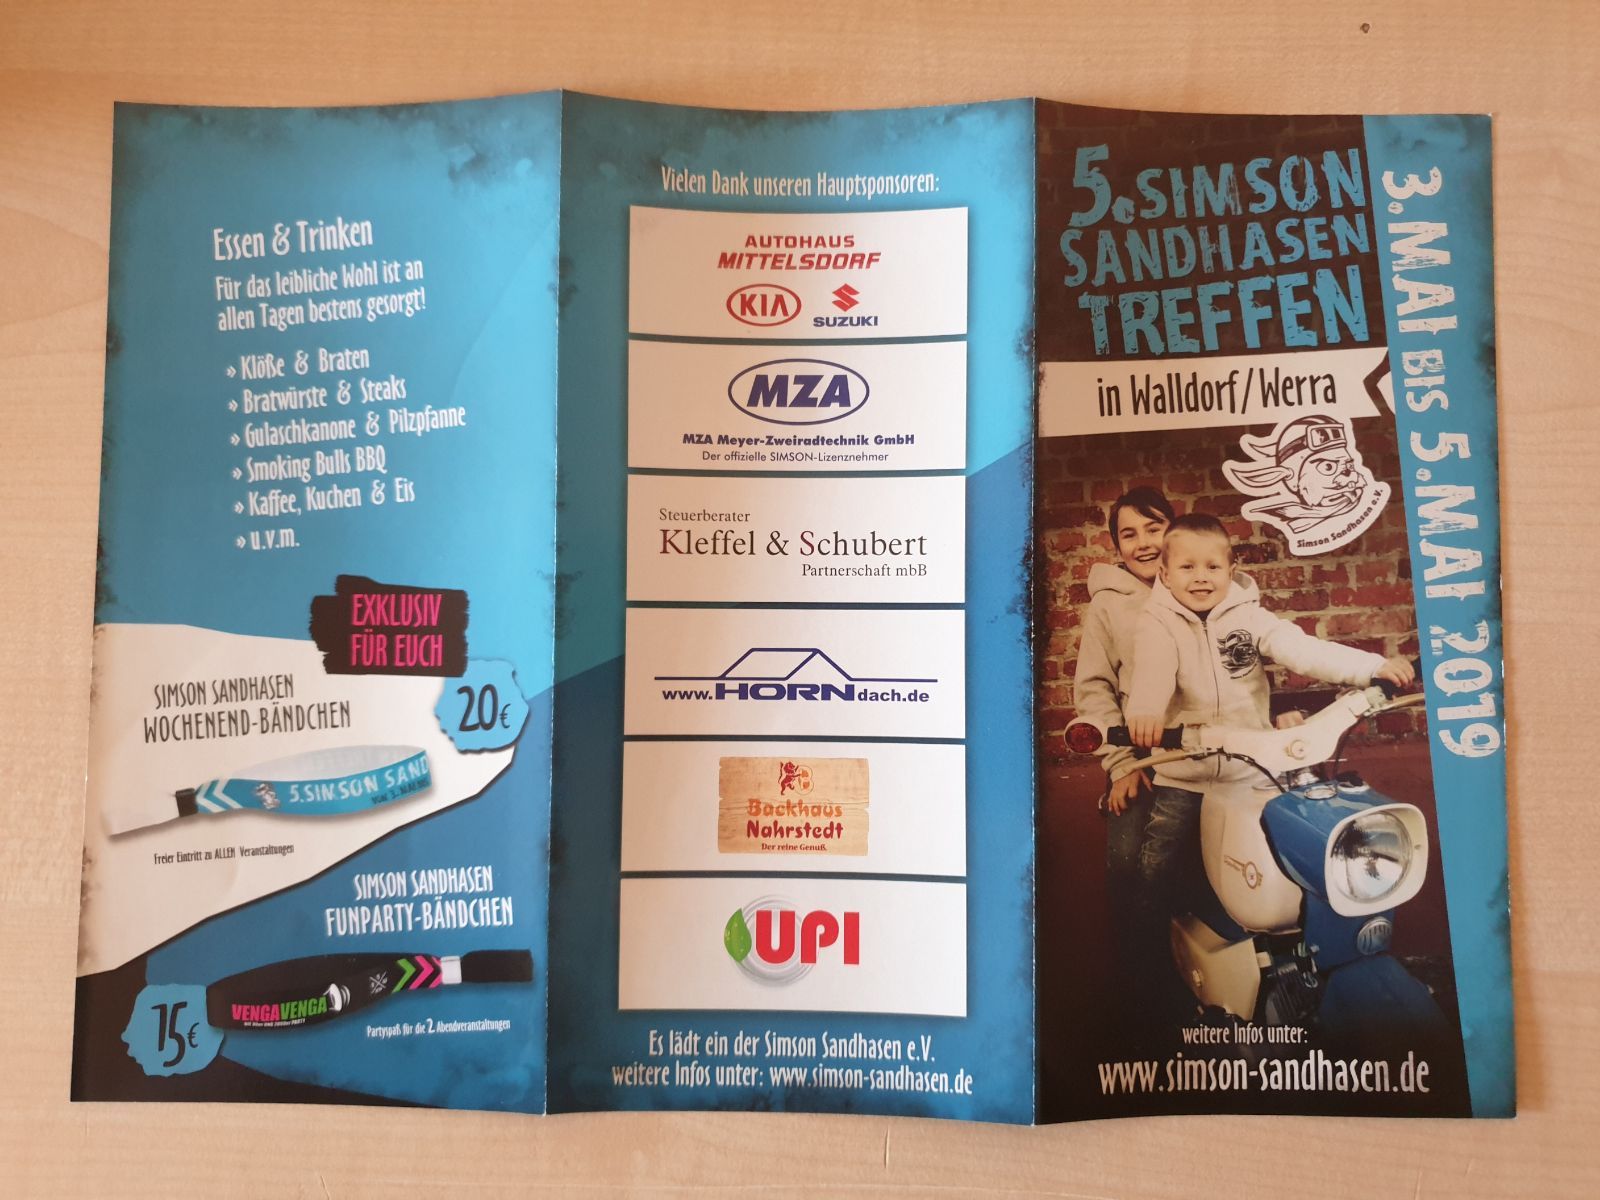 Essen & Trinken
Für das leibliche Wohl ist an
allen Tagen bestens gesorgt!
» Klöße & Braten
» Bratwürste & Steaks
» Gulaschkanone & Pilzpfanne
» Smoking Bulls BBQ
» Kaffee, Kuchen & Eis
» u.v.m.
EXKLUSIV
FÜR EUCH
SIMSON SANDHASEN
WOCHENEND-BÄNDCHEN
20€
5.SIMSON SAND
Freier Eintritt zu ALLEN Veranstaltungen
SIMSON SANDHASEN
FUNPARTY-BÄNDCHEN
VENGAVENGA
15€
Partyspaß für die 2 Abendveranstaltungen
Vielen Dank unseren Hauptsponsoren:
AUTOHAUS
MITTELSDORF
KIA
SUZUKI
MZA
MZA Meyer-Zweiradtechnik GmbH
Der offizielle SIMSON-Lizenznehmer
Steuerberater
Kleffel & Schubert
Partnerschaft mbB
www.HORNdach.de
Backhaus
Nahrstedt
Der reine Genuß.
UPI
Es lädt ein der Simson Sandhasen e.V.
weitere Infos unter: www.simson-sandhasen.de
5.SIMSON
SANDHASEN
TREFFEN
in Walldorf/Werra
Simson Sandhasen e.V.
3.MAI BIS 5.MAI 2019
weitere Infos unter:
www.simson-sandhasen.de